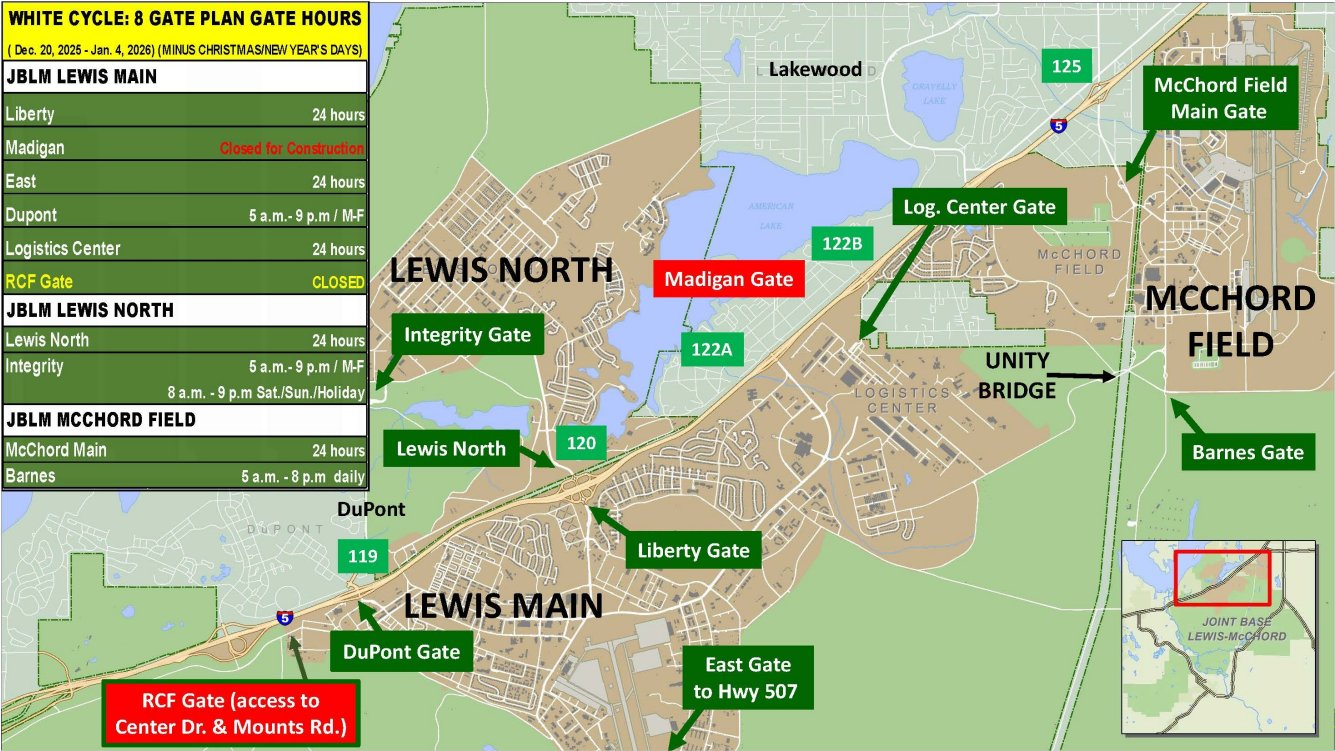 WHITE CYCLE: 8 GATE PLAN GATE HOURS
( Dec. 20, 2025 - Jan. 4, 2026) (MINUS CHRISTMAS/NEW YEAR'S DAYS)
JBLM LEWIS MAIN
Liberty 24 hours
Madigan Closed for Construction
East 24 hours
Dupont 5 a.m.- 9 p.m / M-F
Logistics Center 24 hours
RCF Gate CLOSED
JBLM LEWIS NORTH
Lewis North 24 hours
Integrity 5 a.m.- 9 p.m / M-F
8 a.m. - 9 p.m Sat./Sun./Holiday
JBLM MCCHORD FIELD
McChord Main 24 hours
Barnes 5 a.m. - 8 p.m daily
Lakewood
GRAVELLY
LAKE
125
5
McChord Field
Main Gate
AMERICAN
LAKE
Log. Center Gate
122B
McCHORD
FIELD
LEWIS NORTH
Madigan Gate
MCCHORD
FIELD
Integrity Gate
122A
UNITY
BRIDGE
LOGISTICS
CENTER
Lewis North
120
Barnes Gate
DuPont
DUPONT
119
Liberty Gate
5
LEWIS MAIN
DuPont Gate
East Gate
to Hwy 507
RCF Gate (access to
Center Dr. & Mounts Rd.)
JOINT BASE
LEWIS-McCHORD